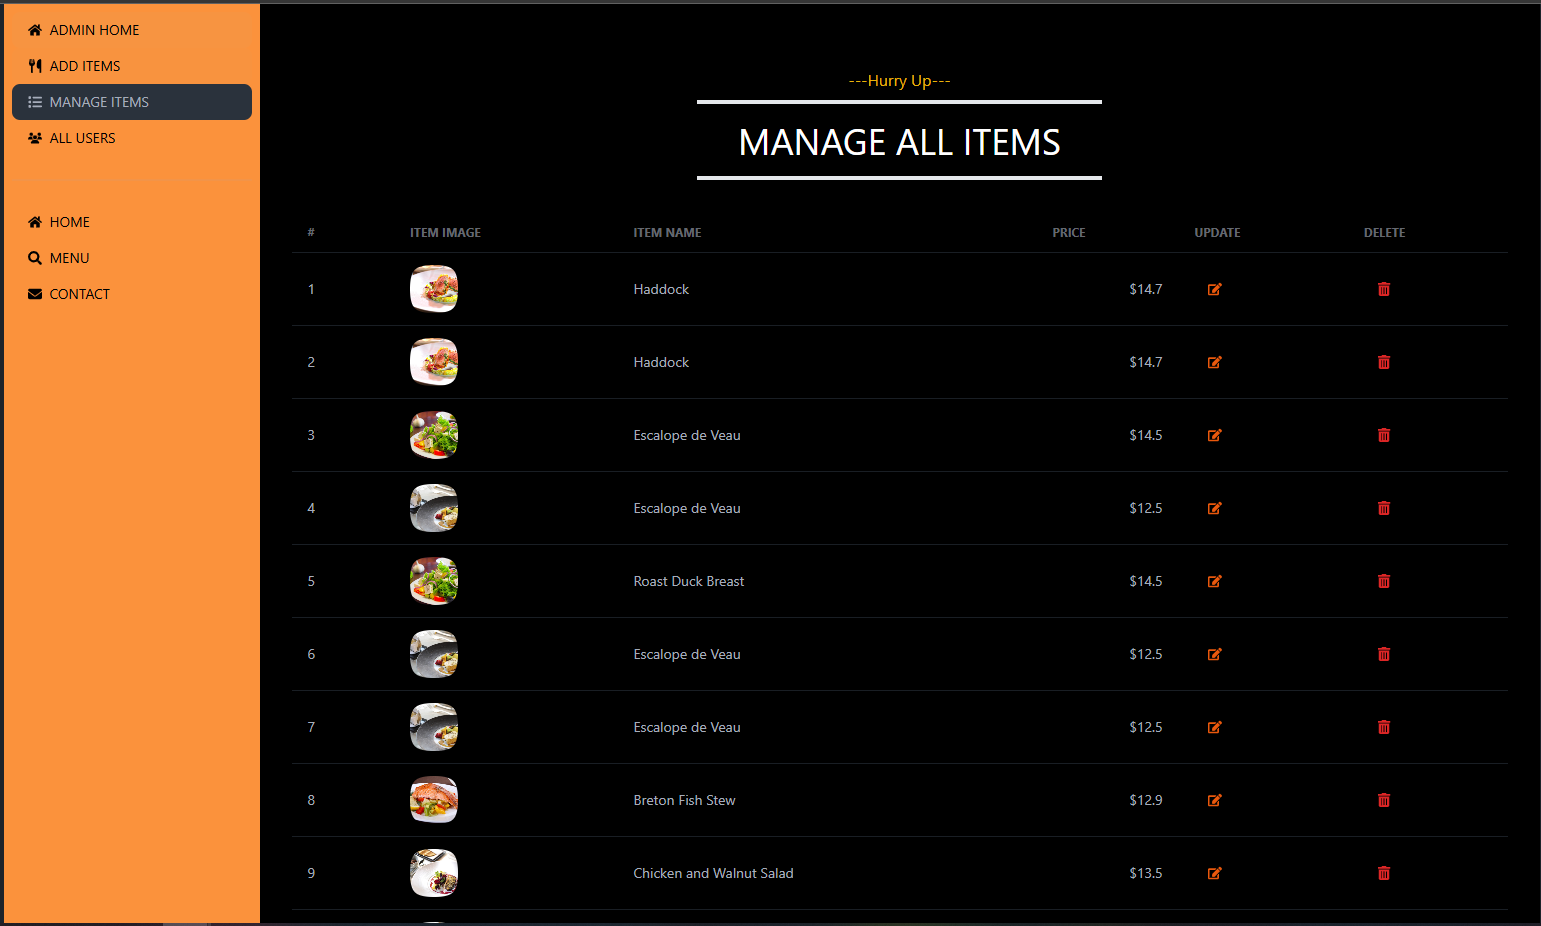 ADMIN HOME
ADD ITEMS
MANAGE ITEMS
ALL USERS
HOME
MENU
CONTACT
---Hurry Up---
MANAGE ALL ITEMS
# ITEM IMAGE ITEM NAME PRICE UPDATE DELETE
1 Haddock $14.7
2 Haddock $14.7
3 Escalope de Veau $14.5
4 Escalope de Veau $12.5
5 Roast Duck Breast $14.5
6 Escalope de Veau $12.5
7 Escalope de Veau $12.5
8 Breton Fish Stew $12.9
9 Chicken and Walnut Salad $13.5